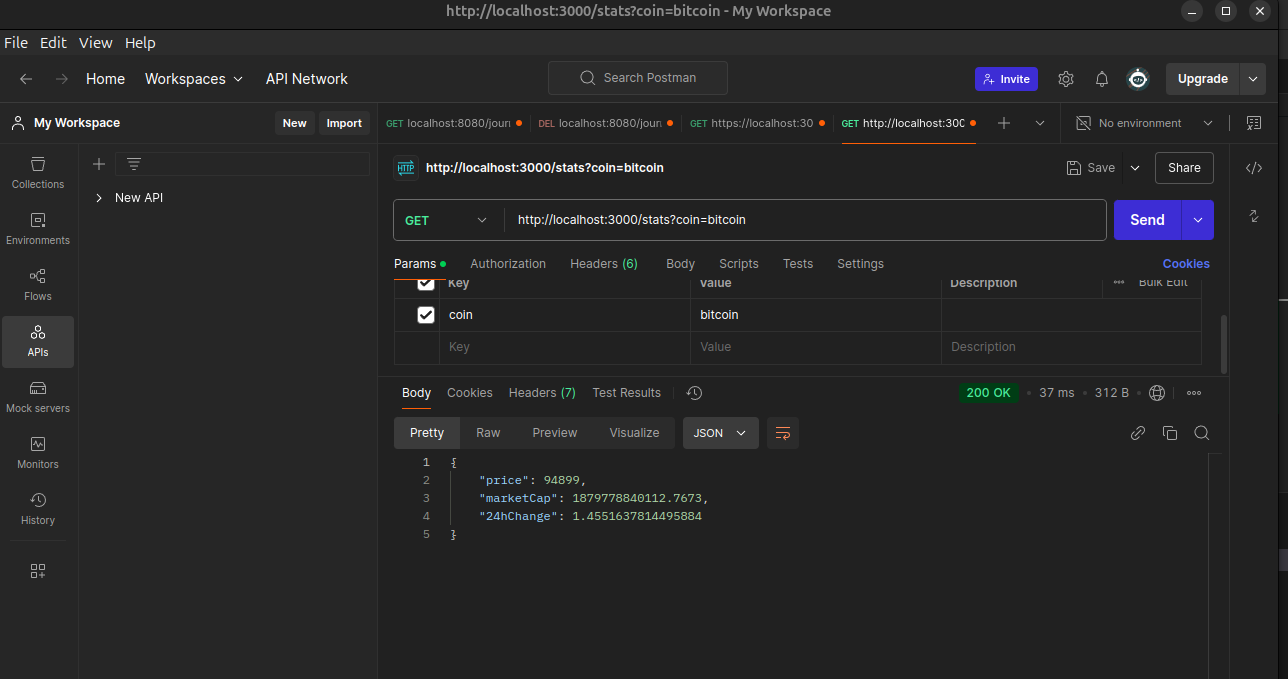 http://localhost:3000/stats?coin=bitcoin - My Workspace
File Edit View Help
Home Workspaces API Network Search Postman Invite Upgrade
My Workspace New Import GET localhost:8080/jour DEL localhost:8080/jour GET https://localhost:30 GET http://localhost:300 No environment
HTTP http://localhost:3000/stats?coin=bitcoin Save Share
Collections
New API
GET http://localhost:3000/stats?coin=bitcoin Send
Environments
Params Authorization Headers (6) Body Scripts Tests Settings Cookies
Key Value Description Bulk Edit
Flows
coin bitcoin
Key Value Description
APIs
Body Cookies Headers (7) Test Results 200 OK 37 ms 312 B
Mock servers
Pretty Raw Preview Visualize JSON
Monitors
1 {
2 "price": 94899,
3 "marketCap": 1879778840112.7673,
4 "24hChange": 1.4551637814495884
5 }
History